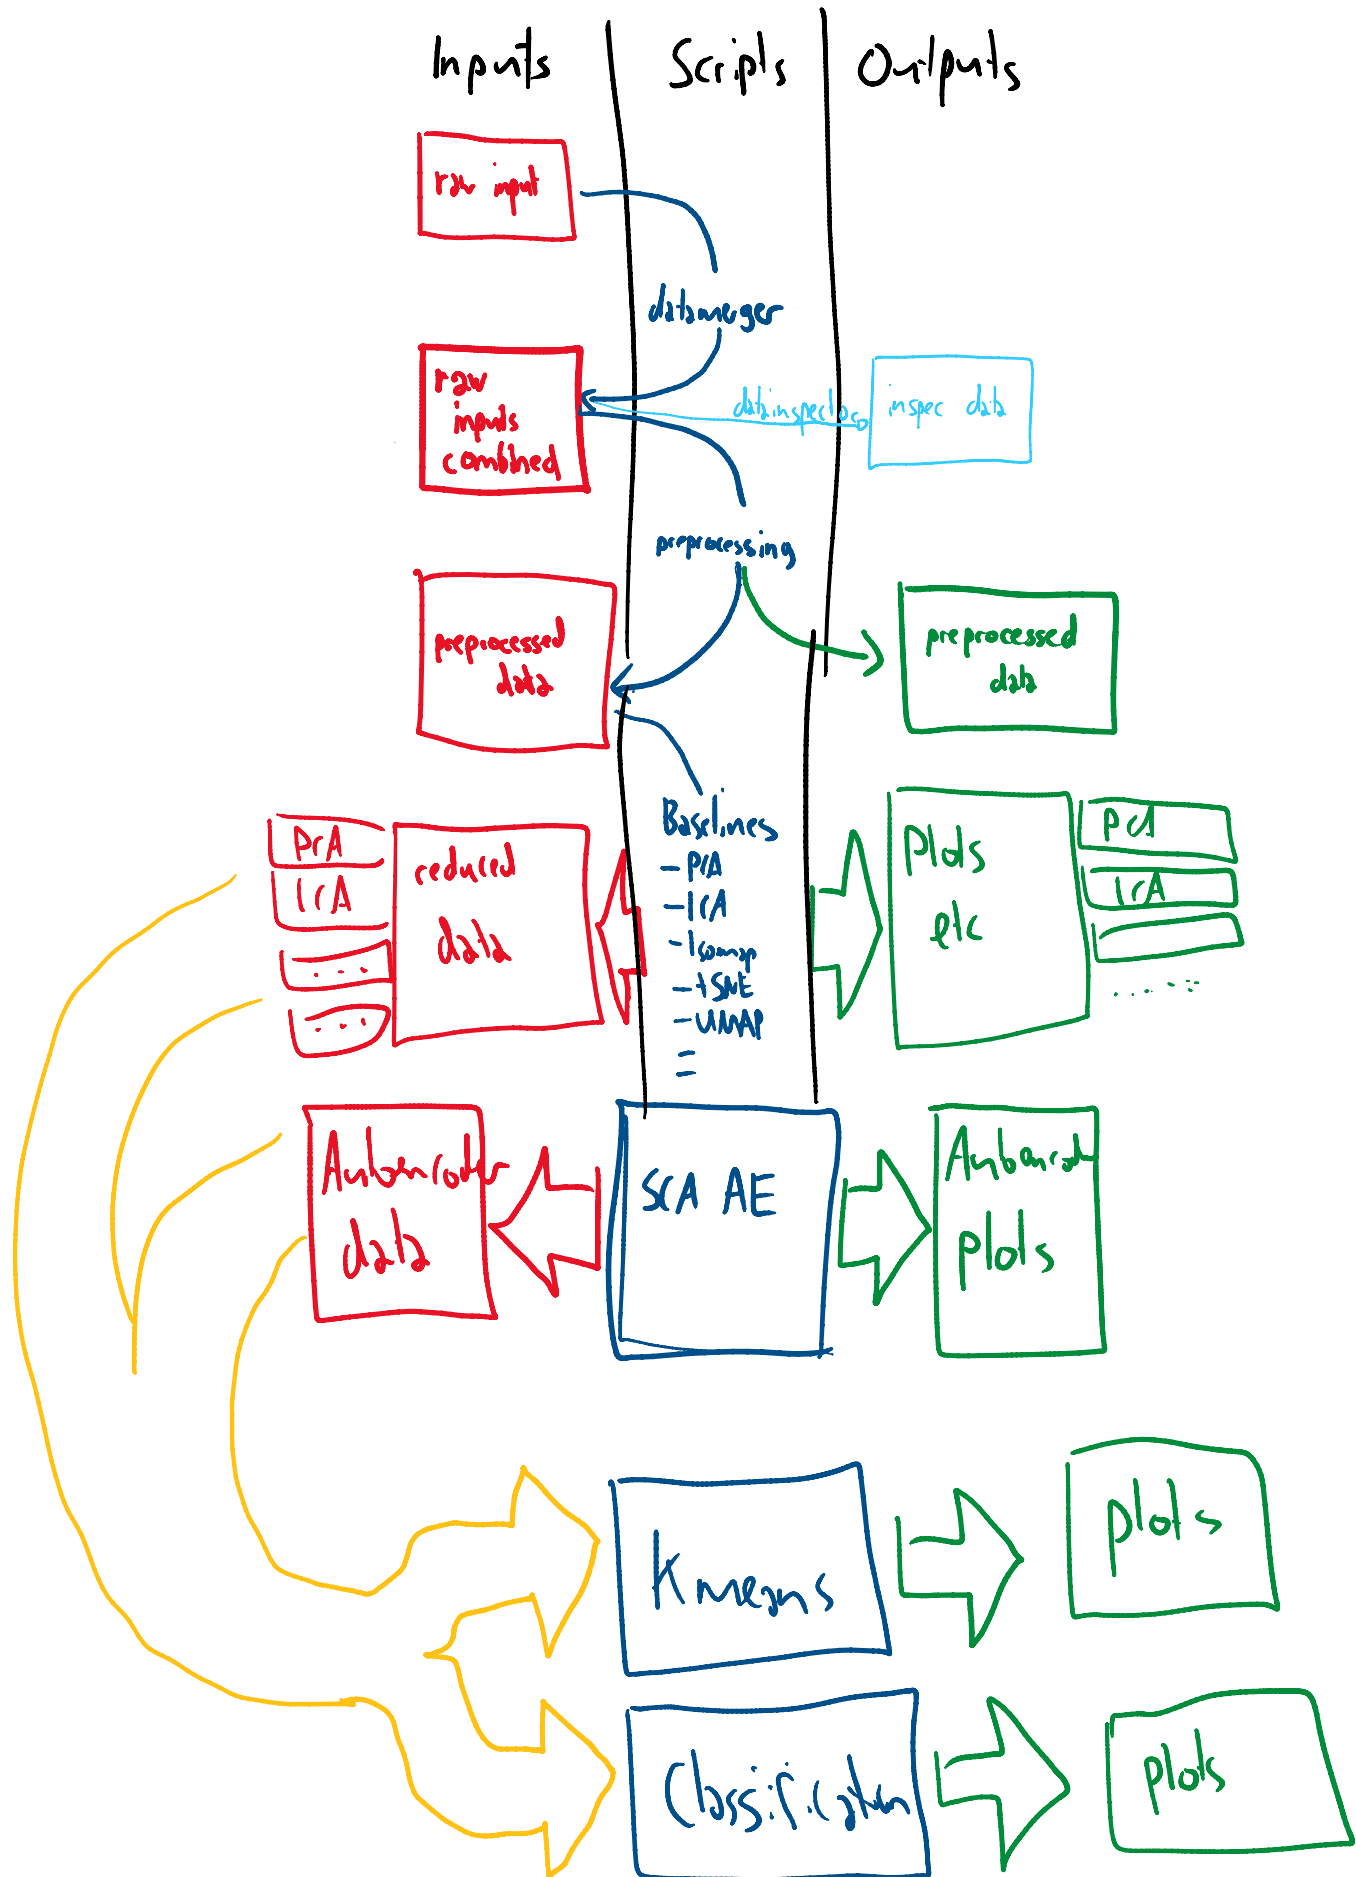 Inputs
Scripts
Outputs
raw input
datamerger
raw
inputs
combined
datainspector
inspec data
preprocessing
preprocessed
data
preprocessed
data
Baselines
- PCA
- ICA
- Isomap
- tSNE
- UMAP
-
-
PCA
ICA
...
...
reduced
data
Plots
etc
PCA
ICA
......
Autoencoder
data
SCA AE
Autoencod
plots
Kmeans
plots
Classification
plots